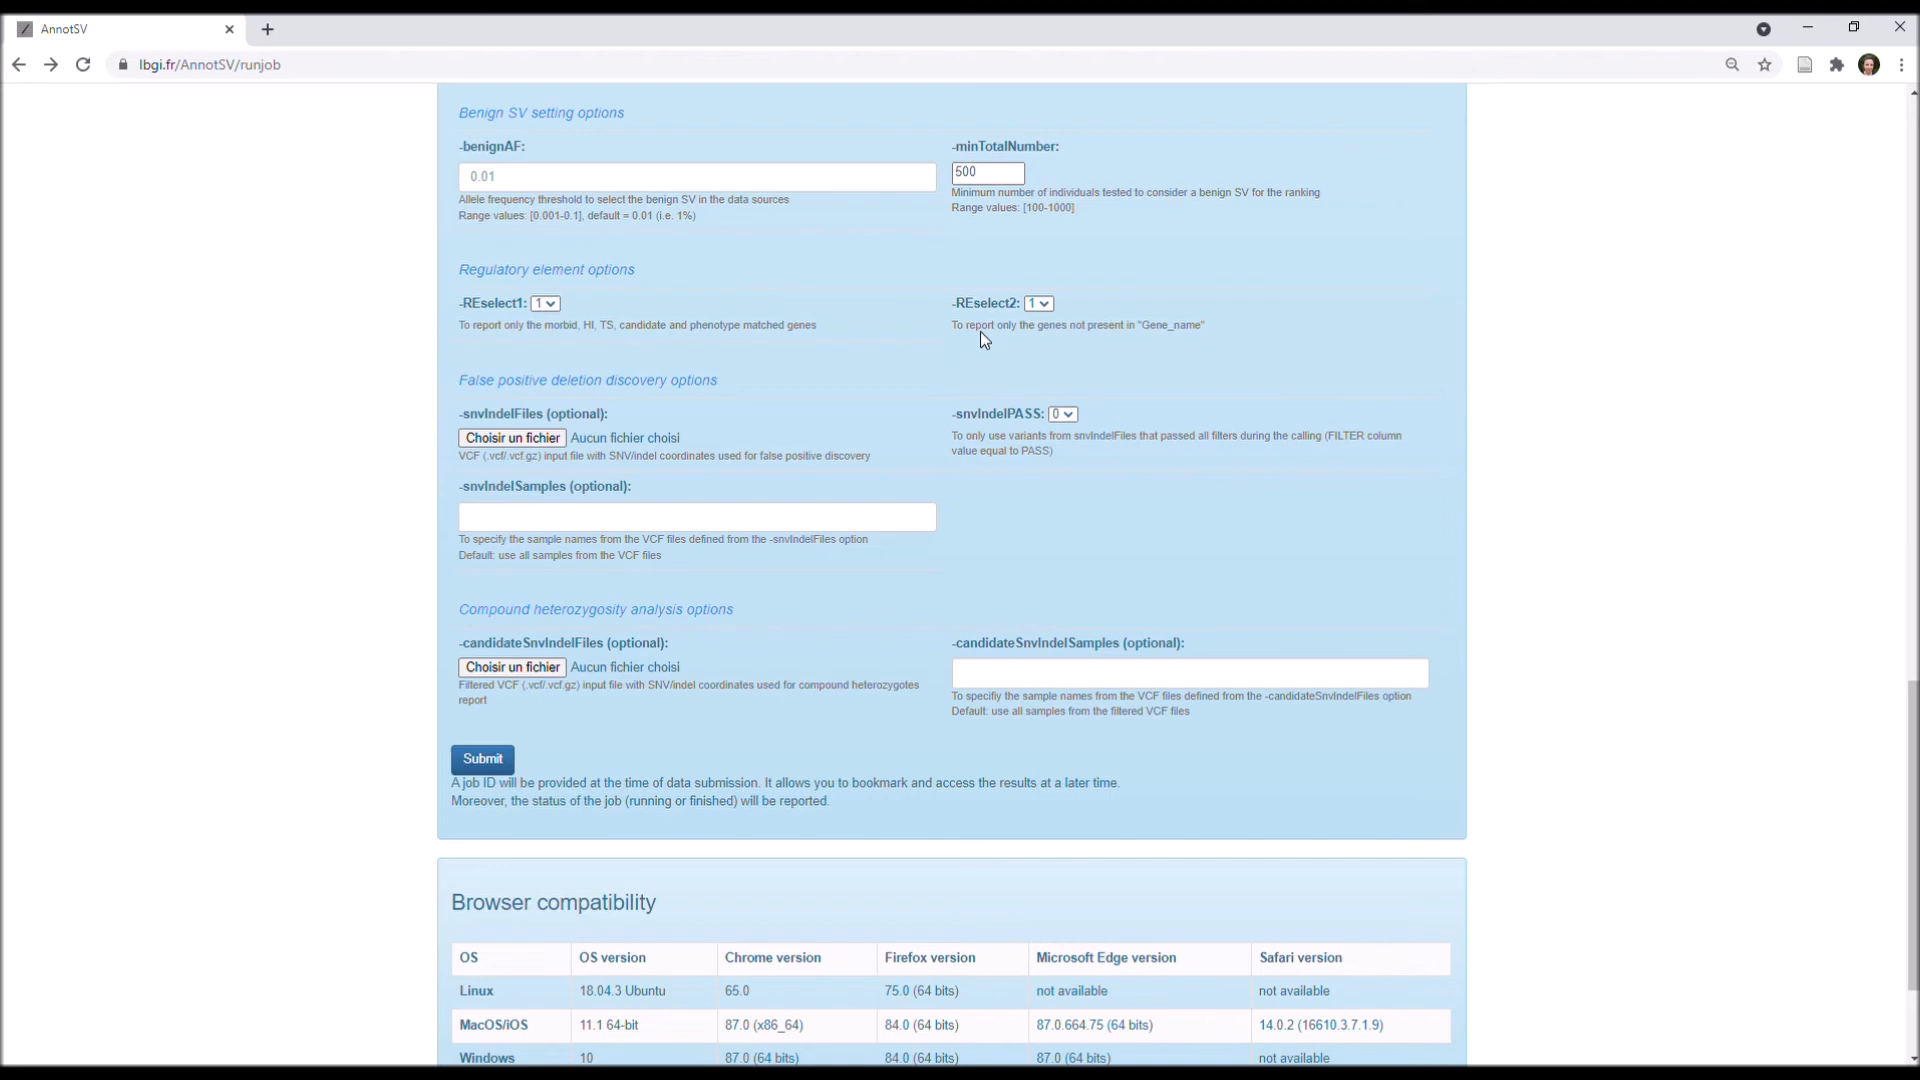 AnnotSV
lbgi.fr/AnnotSV/runjob
Benign SV setting options
-benignAF:
0.01
Allele frequency threshold to select the benign SV in the data sources
Range values: [0.001-0.1], default = 0.01 (i.e. 1%)
-minTotalNumber:
500
Minimum number of individuals tested to consider a benign SV for the ranking
Range values: [100-1000]
Regulatory element options
-REselect1: 1
To report only the morbid, HI, TS, candidate and phenotype matched genes
-REselect2: 1
To report only the genes not present in "Gene_name"
False positive deletion discovery options
-snvIndelFiles (optional):
Choisir un fichier Aucun fichier choisi
VCF (.vcf/.vcf.gz) input file with SNV/indel coordinates used for false positive discovery
-snvIndelPASS: 0
To only use variants from snvIndelFiles that passed all filters during the calling (FILTER column
value equal to PASS)
-snvIndelSamples (optional):
To specify the sample names from the VCF files defined from the -snvIndelFiles option
Default: use all samples from the VCF files
Compound heterozygosity analysis options
-candidateSnvIndelFiles (optional):
Choisir un fichier Aucun fichier choisi
Filtered VCF (.vcf/.vcf.gz) input file with SNV/indel coordinates used for compound heterozygotes
report
-candidateSnvIndelSamples (optional):
To specifiy the sample names from the VCF files defined from the -candidateSnvIndelFiles option
Default: use all samples from the filtered VCF files
Submit
A job ID will be provided at the time of data submission. It allows you to bookmark and access the results at a later time.
Moreover, the status of the job (running or finished) will be reported.
Browser compatibility
OS OS version Chrome version Firefox version Microsoft Edge version Safari version
Linux 18.04.3 Ubuntu 65.0 75.0 (64 bits) not available not available
MacOS/iOS 11.1 64-bit 87.0 (x86_64) 84.0 (64 bits) 87.0.664.75 (64 bits) 14.0.2 (16610.3.7.1.9)
Windows 10 87.0 (64 bits) 84.0 (64 bits) 87.0 (64 bits) not available